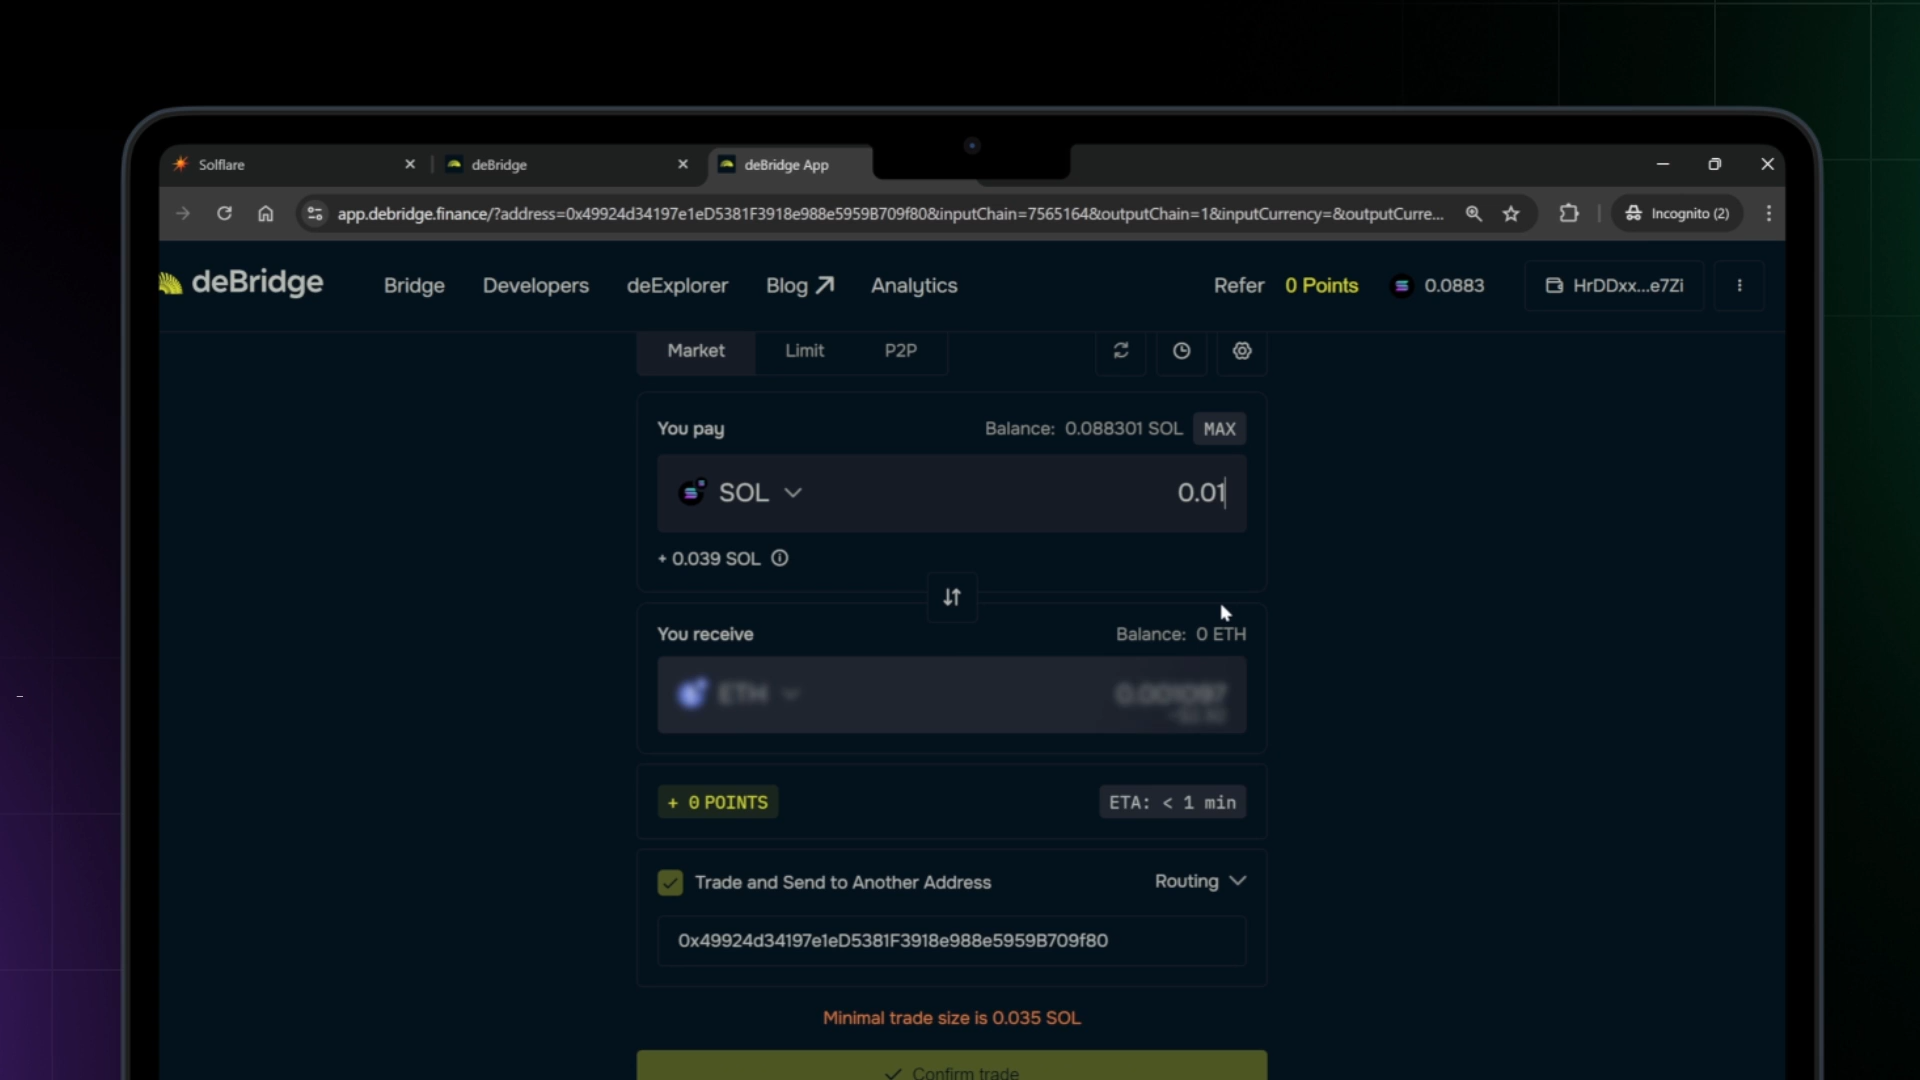 Solflare
deBridge
deBridge App
app.debridge.finance/?address=0x49924d34197e1eD5381F3918e988e5959B709f80&inputChain=7565164&outputChain=1&inputCurrency=&outputCurre...
Incognito (2)
deBridge
Bridge
Developers
deExplorer
Blog
Analytics
Refer
0 Points
0.0883
HrDDxx...e7Zi
Market
Limit
P2P
You pay
Balance: 0.088301 SOL
MAX
SOL
0.01
+ 0.039 SOL
You receive
Balance: 0 ETH
ETH
0.001097
+ 0 POINTS
ETA: < 1 min
Trade and Send to Another Address
Routing
0x49924d34197e1eD5381F3918e988e5959B709f80
Minimal trade size is 0.035 SOL
Confirm trade